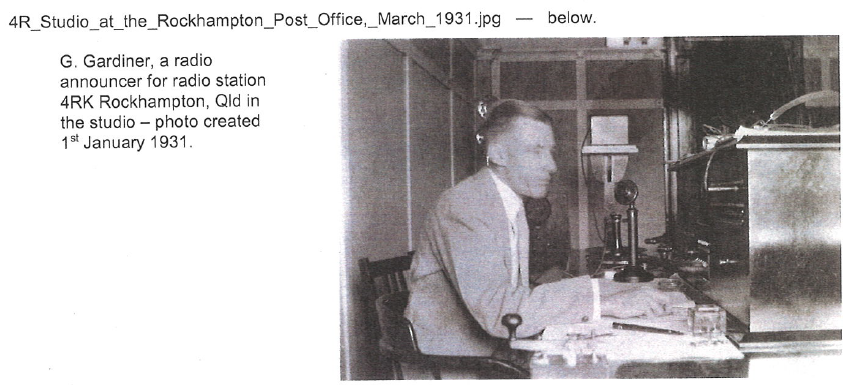 4R_Studio_at_the_Rockhampton_Post_Office,_March_1931.jpg — below.
G. Gardiner, a radio
announcer for radio station
4RK Rockhampton, Qld in
the studio – photo created
1st January 1931.